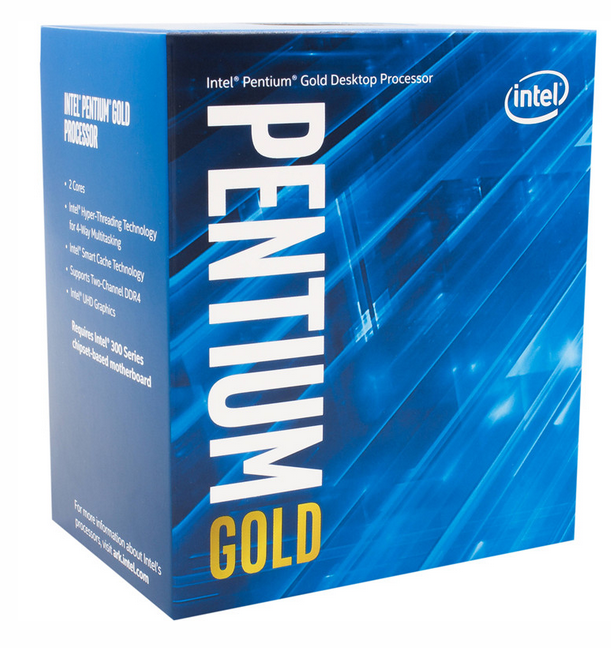 INTEL® PENTIUM® GOLD
PROCESSOR
• 2 Cores
• Intel® Hyper-Threading Technology
for 4-Way Multitasking
• Intel® Smart Cache Technology
• Supports Two-Channel DDR4
• Intel® UHD Graphics
Requires Intel® 300 Series
chipset-based motherboard
For more information about Intel's
processors, visit ark.intel.com
Intel® Pentium® Gold Desktop Processor
intel®
PENTIUM
GOLD